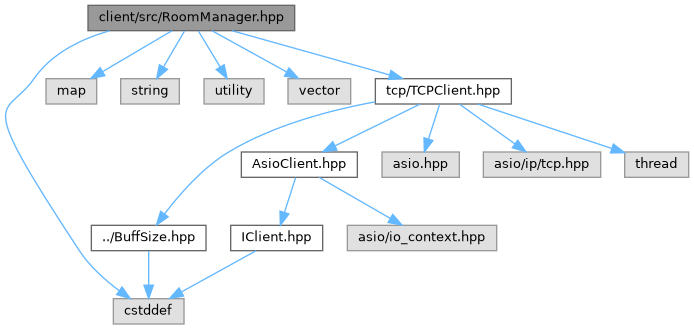 client/src/RoomManager.hpp
map
string
utility
vector
tcp/TCPClient.hpp
AsioClient.hpp
asio.hpp
asio/ip/tcp.hpp
thread
../BuffSize.hpp
IClient.hpp
asio/io_context.hpp
cstddef